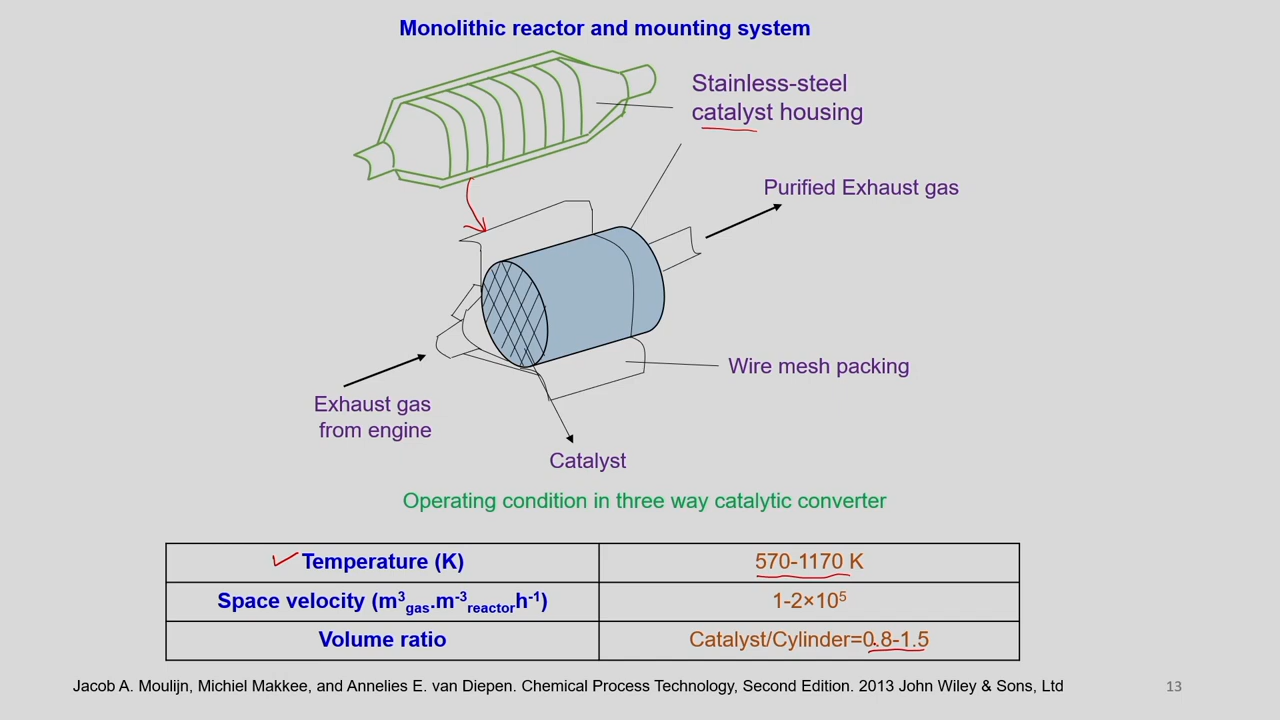 Monolithic reactor and mounting system
Stainless-steel
catalyst housing
Purified Exhaust gas
Wire mesh packing
Exhaust gas
from engine
Catalyst
Operating condition in three way catalytic converter
Temperature (K) 570-1170 K
Space velocity (m³gas.m⁻³reactorh⁻¹) 1-2×10⁵
Volume ratio Catalyst/Cylinder=0.8-1.5
Jacob A. Moulijn, Michiel Makkee, and Annelies E. van Diepen. Chemical Process Technology, Second Edition. 2013 John Wiley & Sons, Ltd 13